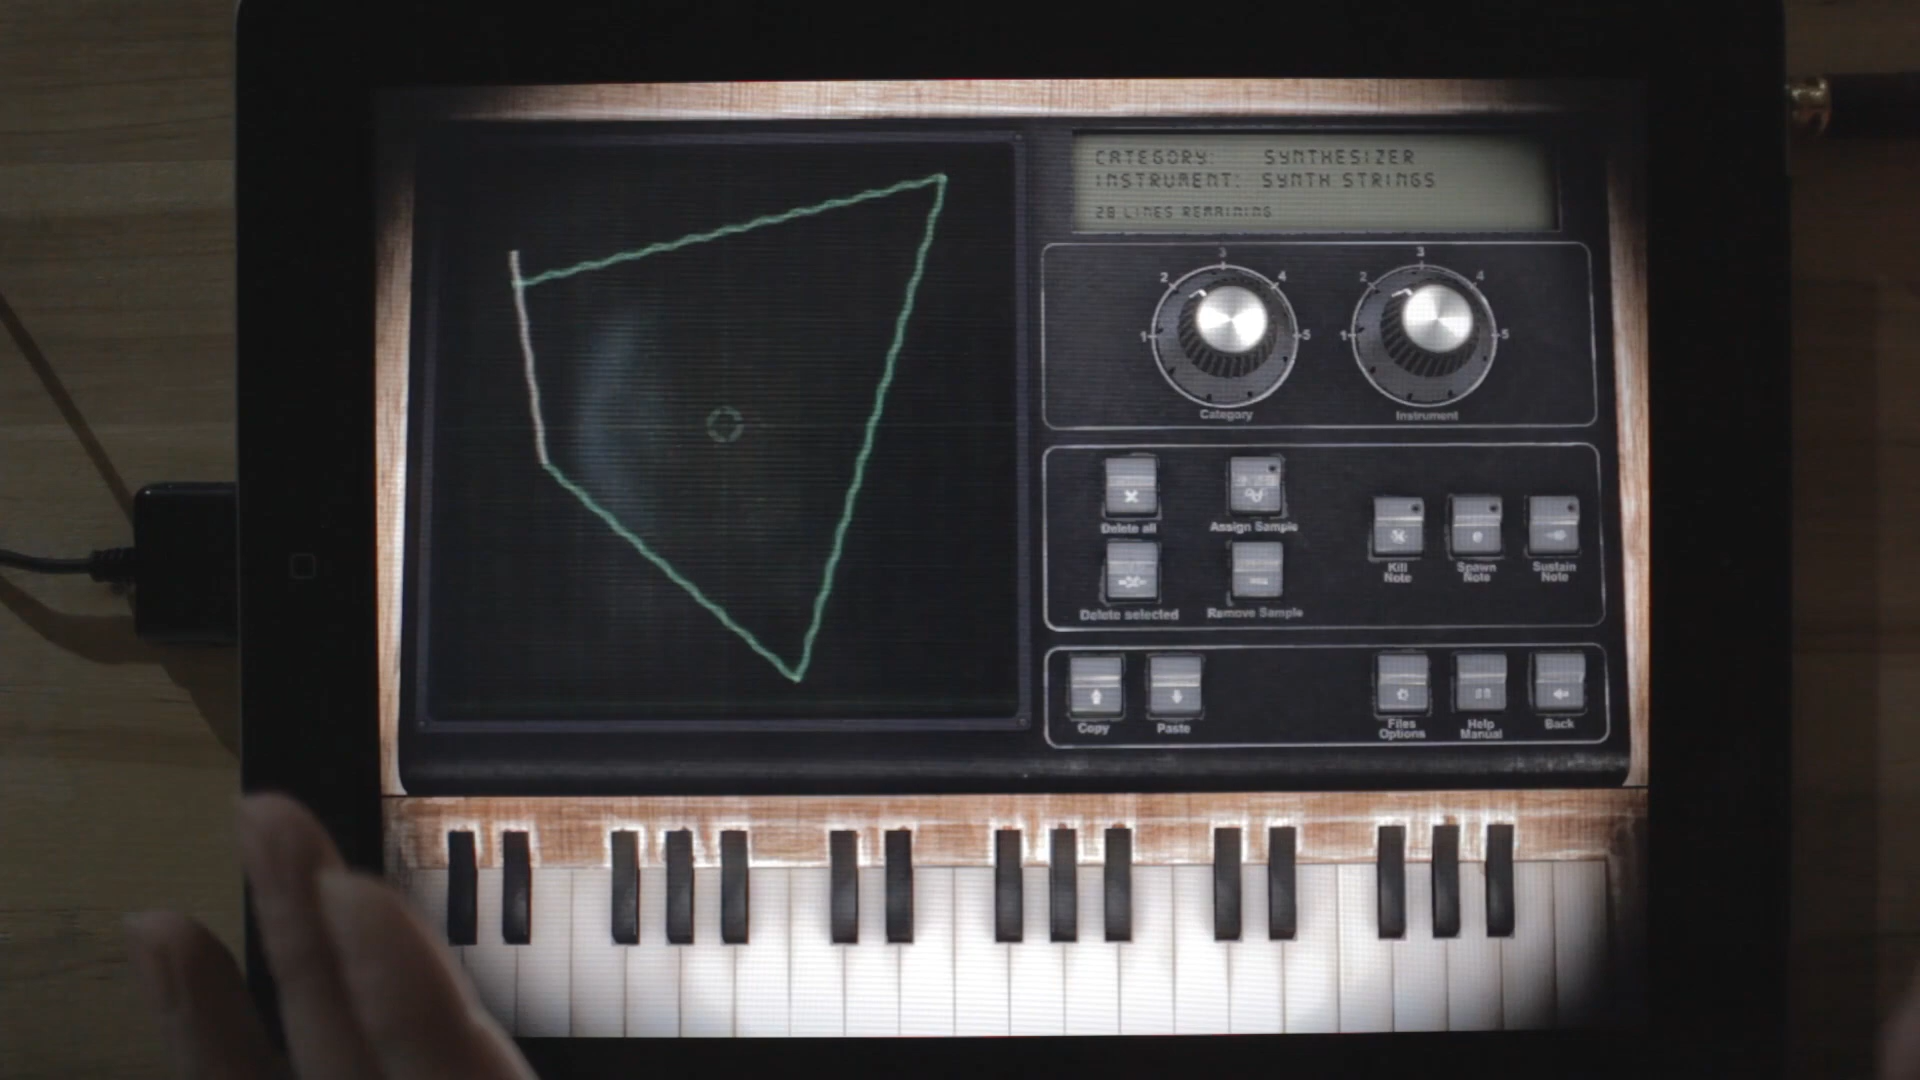 CATEGORY: SYNTHESIZER
INSTRUMENT: SYNTH STRINGS
28 LINES REMAINING
1 2 3 4 5
1 2 3 4 5
Category
Instrument
Delete all
Assign Sample
Kill Note
Spawn Note
Sustain Note
Delete selected
Remove Sample
Copy
Paste
Files Options
Help Manual
Back